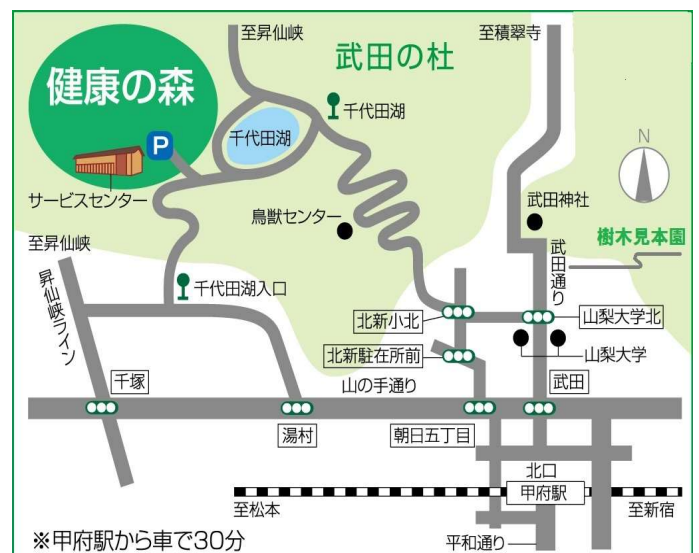 至昇仙峡
武田の杜
至積翠寺
健康の森
千代田湖
千代田湖
P
N
サービスセンター
鳥獣センター
武田神社
樹木見本園
至昇仙峡
武田通り
昇仙峡ライン
千代田湖入口
北新小北
山梨大学北
北新駐在所前
山梨大学
山の手通り
武田
千塚
湯村
朝日五丁目
北口
甲府駅
至松本
至新宿
平和通り
※甲府駅から車で30分